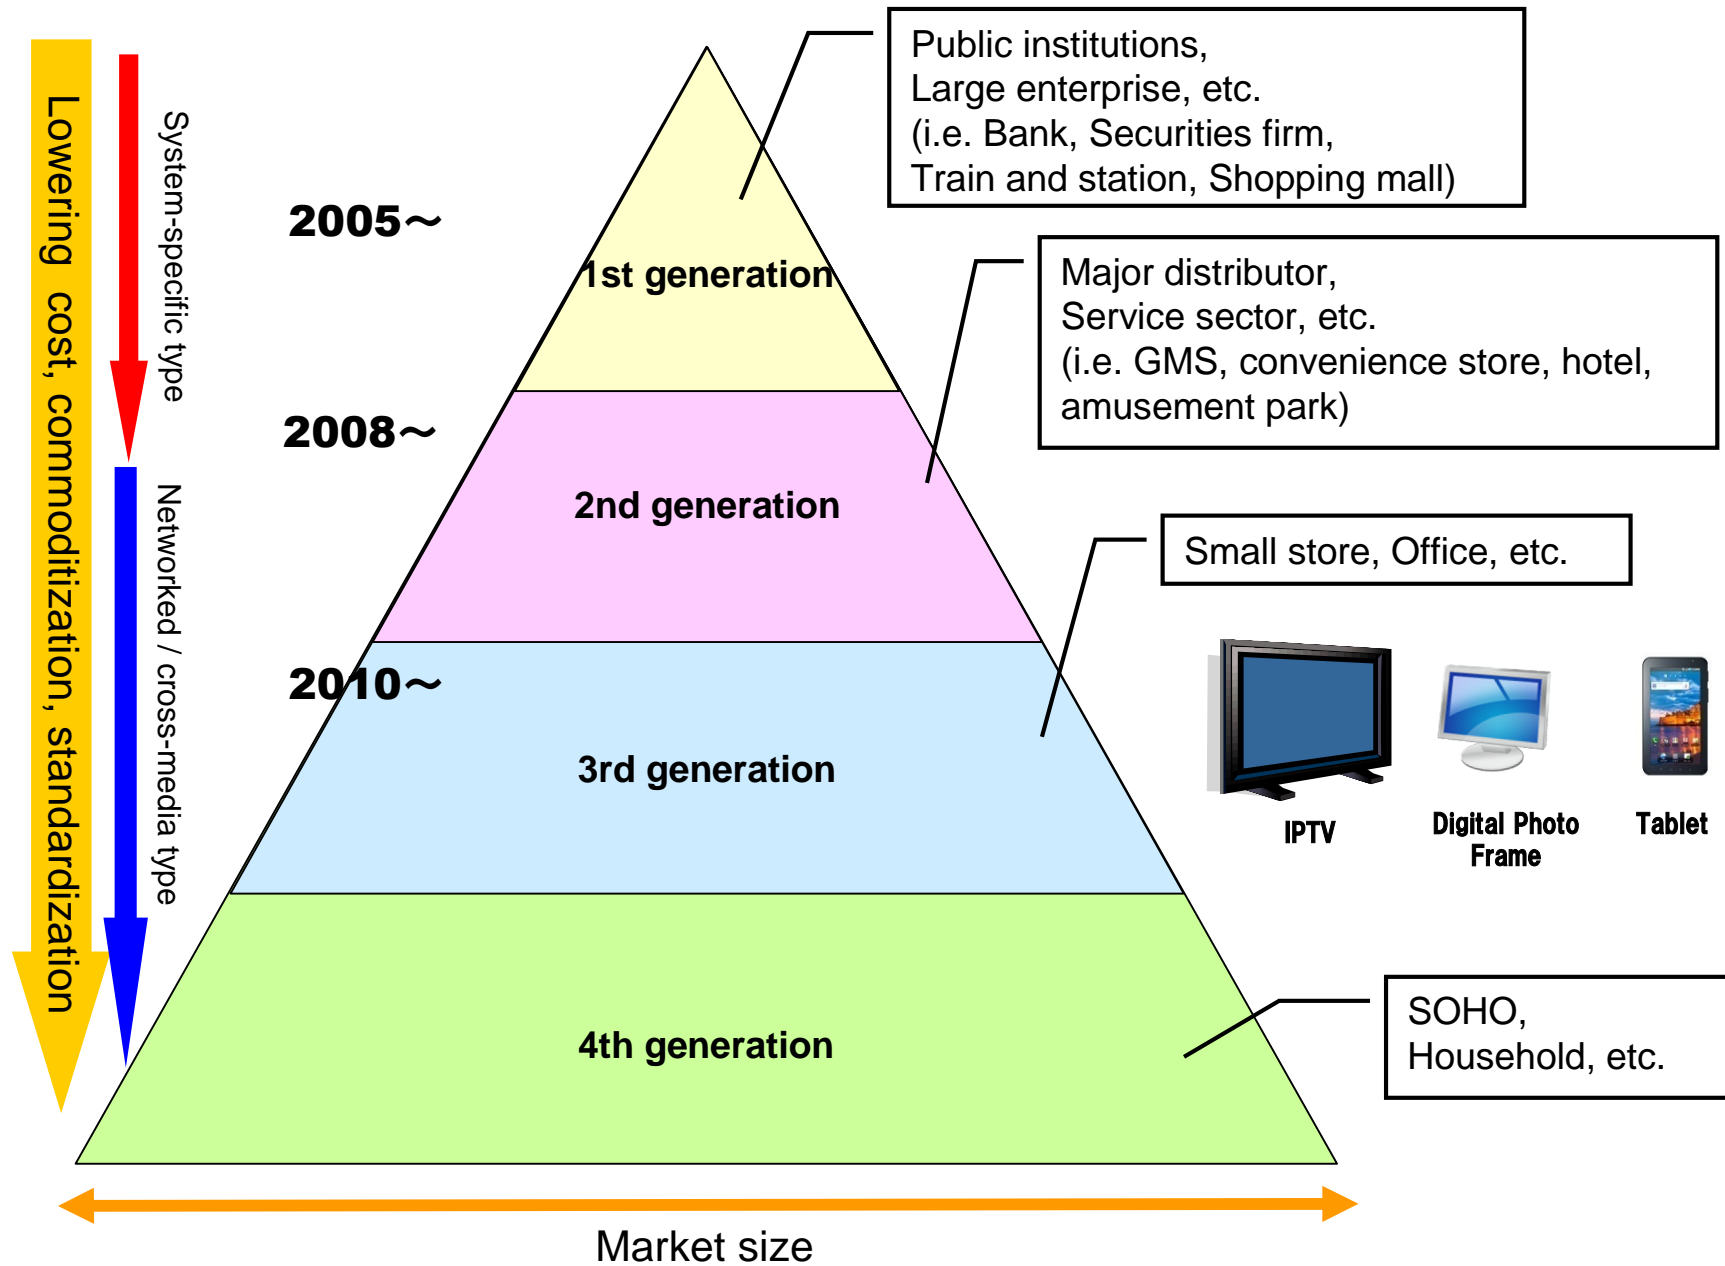 Public institutions,
Large enterprise, etc.
(i.e. Bank, Securities firm,
Train and station, Shopping mall)
Lowering cost, commoditization, standardization
System-specific type
2005～
1st generation
Major distributor,
Service sector, etc.
(i.e. GMS, convenience store, hotel,
amusement park)
2008～
2nd generation
Networked / cross-media type
Small store, Office, etc.
2010～
3rd generation
IPTV
Digital Photo
Frame
Tablet
4th generation
SOHO,
Household, etc.
Market size